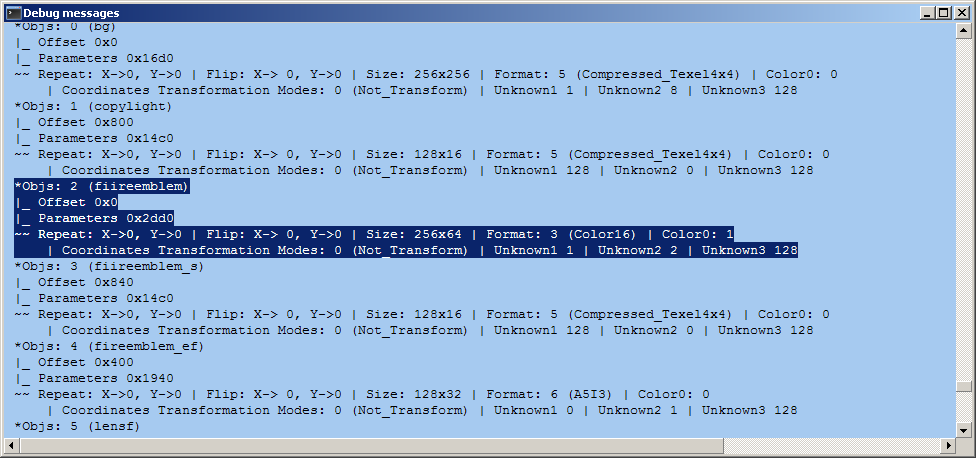 Debug messages
*Objs: 0 (bg)
|_ Offset 0x0
|_ Parameters 0x16d0
~~ Repeat: X->0, Y->0 | Flip: X-> 0, Y->0 | Size: 256x256 | Format: 5 (Compressed_Texel4x4) | Color0: 0
| Coordinates Transformation Modes: 0 (Not_Transform) | Unknown1 1 | Unknown2 8 | Unknown3 128
*Objs: 1 (copylight)
|_ Offset 0x800
|_ Parameters 0x14c0
~~ Repeat: X->0, Y->0 | Flip: X-> 0, Y->0 | Size: 128x16 | Format: 5 (Compressed_Texel4x4) | Color0: 0
| Coordinates Transformation Modes: 0 (Not_Transform) | Unknown1 128 | Unknown2 0 | Unknown3 128
*Objs: 2 (fiireemblem)
|_ Offset 0x0
|_ Parameters 0x2dd0
~~ Repeat: X->0, Y->0 | Flip: X-> 0, Y->0 | Size: 256x64 | Format: 3 (Color16) | Color0: 1
| Coordinates Transformation Modes: 0 (Not_Transform) | Unknown1 1 | Unknown2 2 | Unknown3 128
*Objs: 3 (fiireemblem_s)
|_ Offset 0x840
|_ Parameters 0x14c0
~~ Repeat: X->0, Y->0 | Flip: X-> 0, Y->0 | Size: 128x16 | Format: 5 (Compressed_Texel4x4) | Color0: 0
| Coordinates Transformation Modes: 0 (Not_Transform) | Unknown1 128 | Unknown2 0 | Unknown3 128
*Objs: 4 (fireemblem_ef)
|_ Offset 0x400
|_ Parameters 0x1940
~~ Repeat: X->0, Y->0 | Flip: X-> 0, Y->0 | Size: 128x32 | Format: 6 (A5I3) | Color0: 0
| Coordinates Transformation Modes: 0 (Not_Transform) | Unknown1 0 | Unknown2 1 | Unknown3 128
*Objs: 5 (lensf)